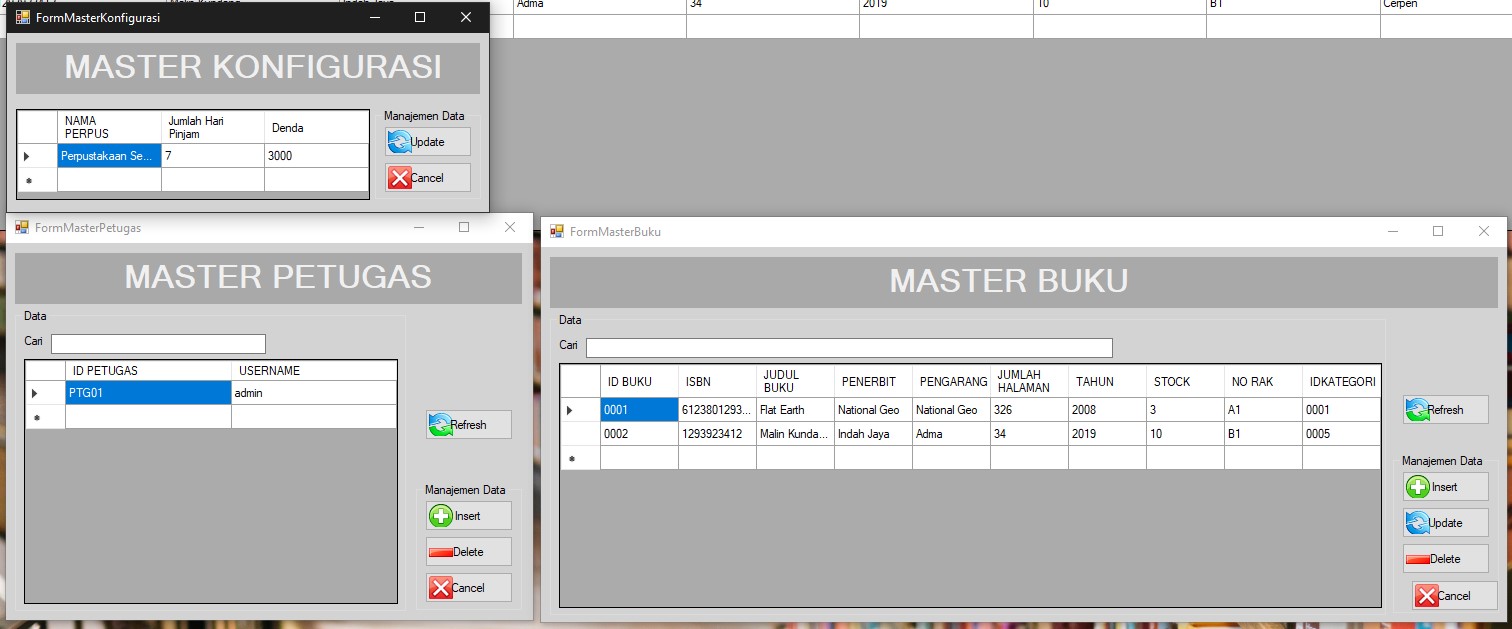 Adma 34 2019 10 B1 Cerpen
FormMasterKonfigurasi
MASTER KONFIGURASI
NAMA PERPUS Jumlah Hari Pinjam Denda
Perpustakaan Se... 7 3000
Manajemen Data
Update
Cancel
FormMasterPetugas
MASTER PETUGAS
Data
Cari
ID PETUGAS USERNAME
PTG01 admin
Refresh
Manajemen Data
Insert
Delete
Cancel
FormMasterBuku
MASTER BUKU
Data
Cari
ID BUKU ISBN JUDUL BUKU PENERBIT PENGARANG JUMLAH HALAMAN TAHUN STOCK NO RAK IDKATEGORI
0001 6123801293... Flat Earth National Geo National Geo 326 2008 3 A1 0001
0002 1293923412 Malin Kunda... Indah Jaya Adma 34 2019 10 B1 0005
Refresh
Manajemen Data
Insert
Update
Delete
Cancel